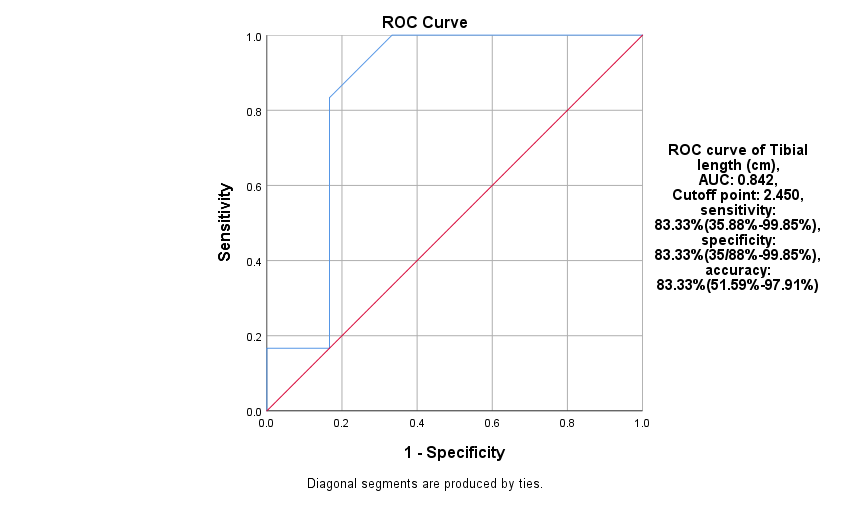 ROC Curve
1.0
0.8
0.6
0.4
0.2
0.0
Sensitivity
0.0 0.2 0.4 0.6 0.8 1.0
1 - Specificity
Diagonal segments are produced by ties.
ROC curve of Tibial
length (cm),
AUC: 0.842,
Cutoff point: 2.450,
sensitivity:
83.33%(35.88%-99.85%),
specificity:
83.33%(35/88%-99.85%),
accuracy:
83.33%(51.59%-97.91%)